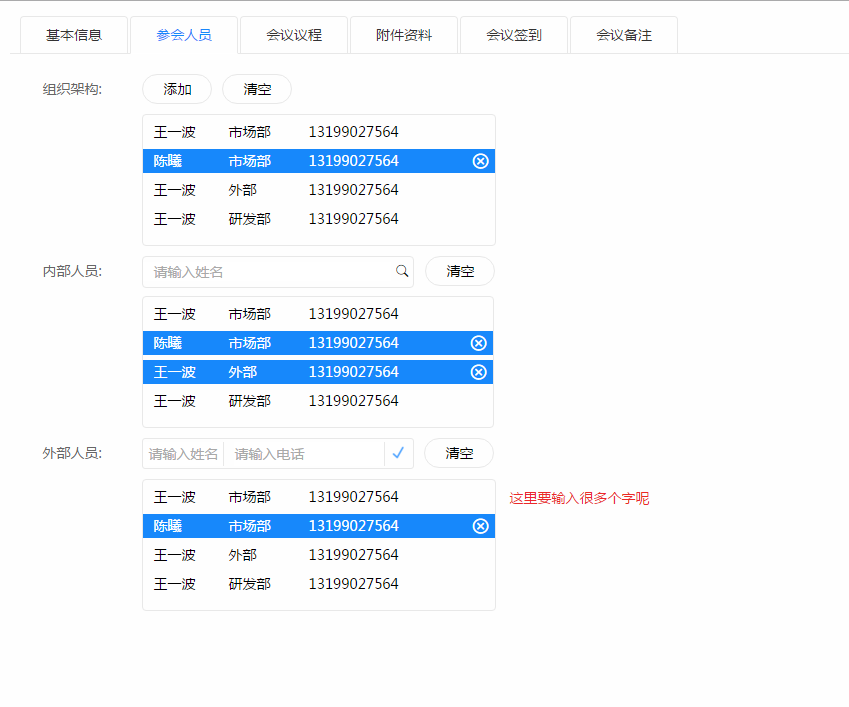 基本信息 参会人员 会议议程 附件资料 会议签到 会议备注
组织架构: 添加 清空
王一波 市场部 13199027564
陈曦 市场部 13199027564
王一波 外部 13199027564
王一波 研发部 13199027564
内部人员: 请输入姓名 清空
王一波 市场部 13199027564
陈曦 市场部 13199027564
王一波 外部 13199027564
王一波 研发部 13199027564
外部人员: 请输入姓名 请输入电话 清空
王一波 市场部 13199027564 这里要输入很多个字呢
陈曦 市场部 13199027564
王一波 外部 13199027564
王一波 研发部 13199027564